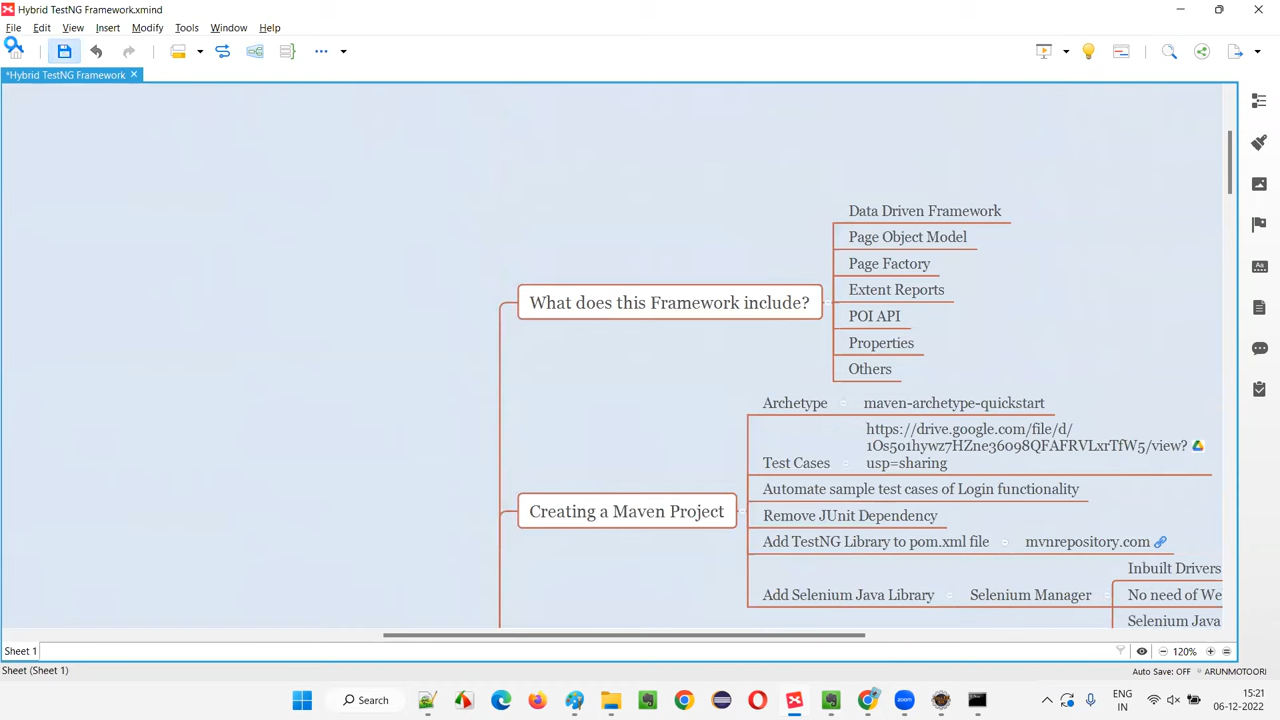 Hybrid TestNG Framework.xmind
File Edit View Insert Modify Tools Window Help
*Hybrid TestNG Framework
Data Driven Framework
Page Object Model
Page Factory
What does this Framework include?
Extent Reports
POI API
Properties
Others
Archetype maven-archetype-quickstart
https://drive.google.com/file/d/
1Os5o1hywz7HZne36098QFAFRVLxrTfW5/view?
Test Cases usp=sharing
Automate sample test cases of Login functionality
Creating a Maven Project
Remove JUnit Dependency
Add TestNG Library to pom.xml file mvnrepository.com
Inbuilt Drivers
Add Selenium Java Library Selenium Manager No need of We
Selenium Java
Sheet 1
120%
Sheet (Sheet 1)
Auto Save: OFF ARUNMOTOORI
Search
ENG
IN
15:21
06-12-2022